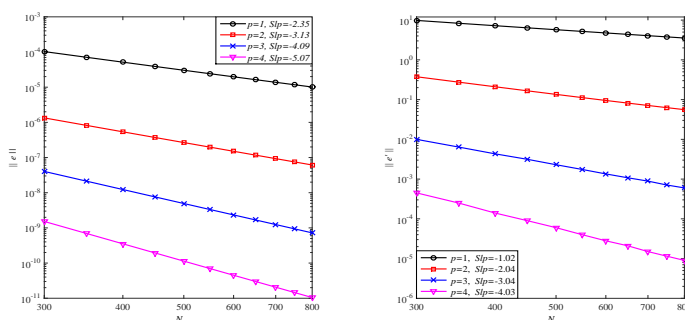 10^-3
p=1, Slp=-2.35
p=2, Slp=-3.13
p=3, Slp=-4.09
p=4, Slp=-5.07
10^-4
10^-5
10^-6
10^-7
10^-8
10^-9
10^-10
10^-11
|| e ||
300 400 500 600 700 800
N
10^1
10^0
10^-1
10^-2
10^-3
10^-4
10^-5
10^-6
|| e' ||
p=1, Slp=-1.02
p=2, Slp=-2.04
p=3, Slp=-3.04
p=4, Slp=-4.03
300 400 500 600 700 80
N